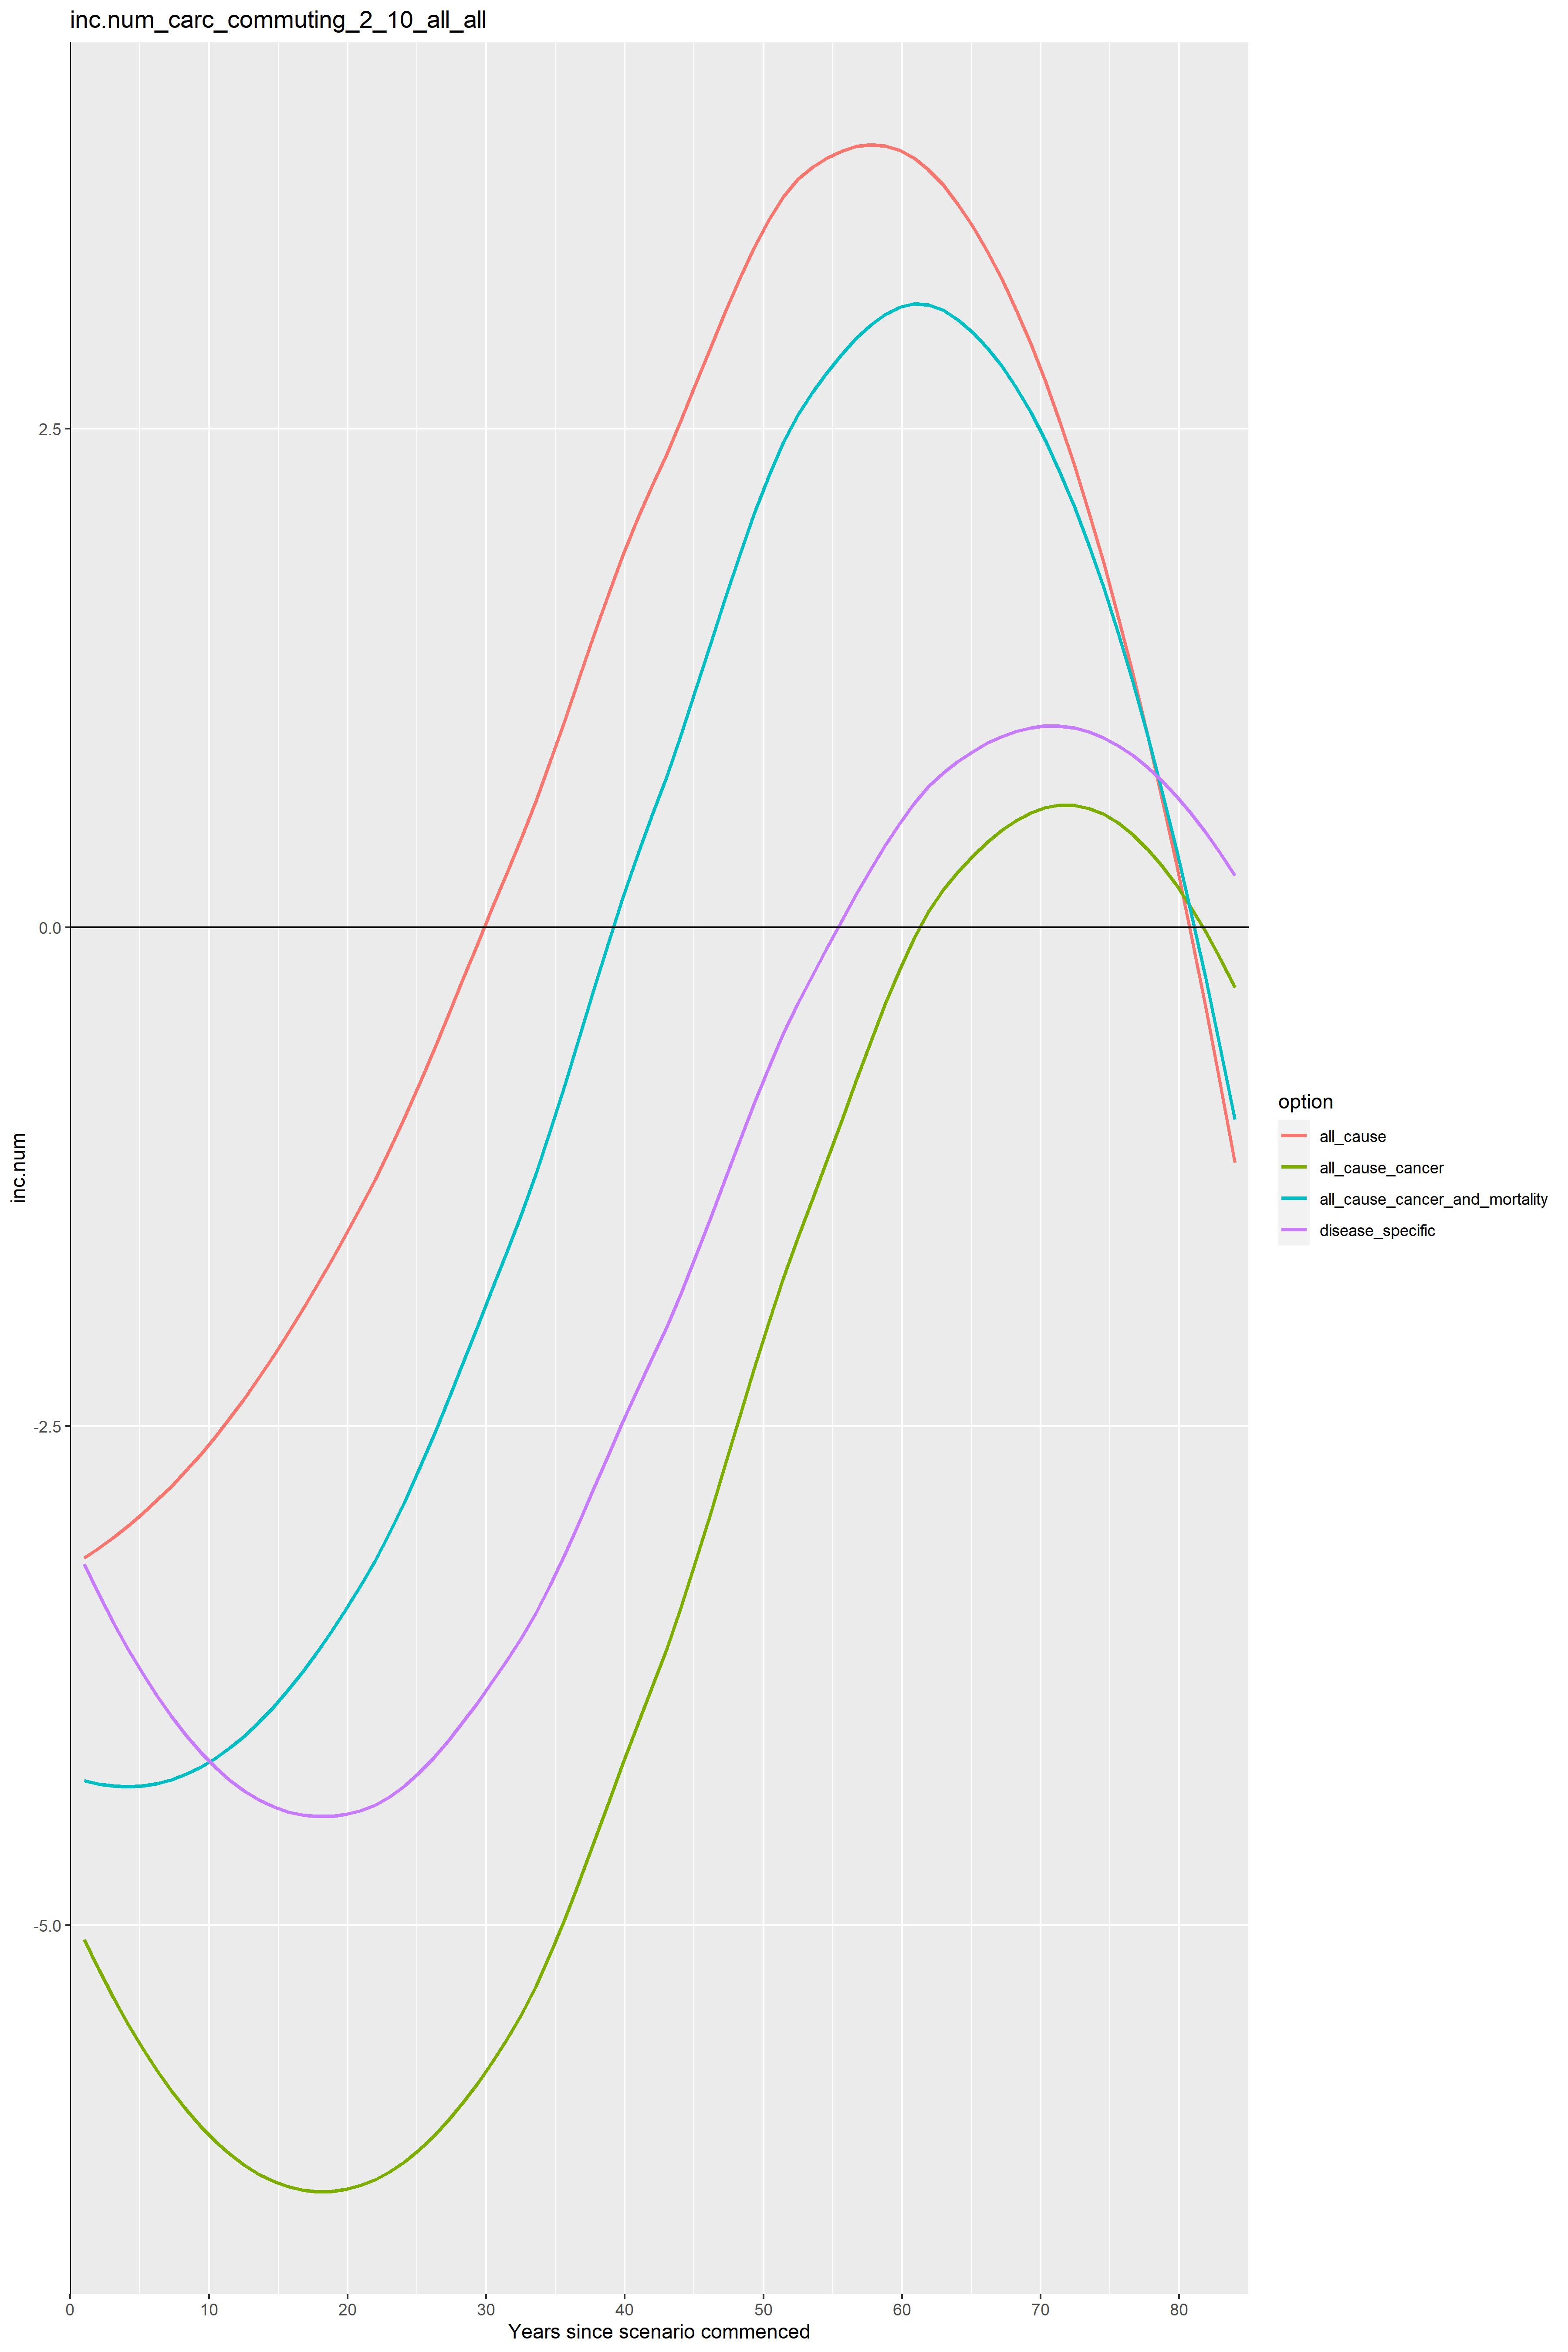 inc.num_carc_commuting_2_10_all_all
2.5
0.0
-2.5
-5.0
inc.num
0 10 20 30 40 50 60 70 80
Years since scenario commenced
option
all_cause
all_cause_cancer
all_cause_cancer_and_mortality
disease_specific